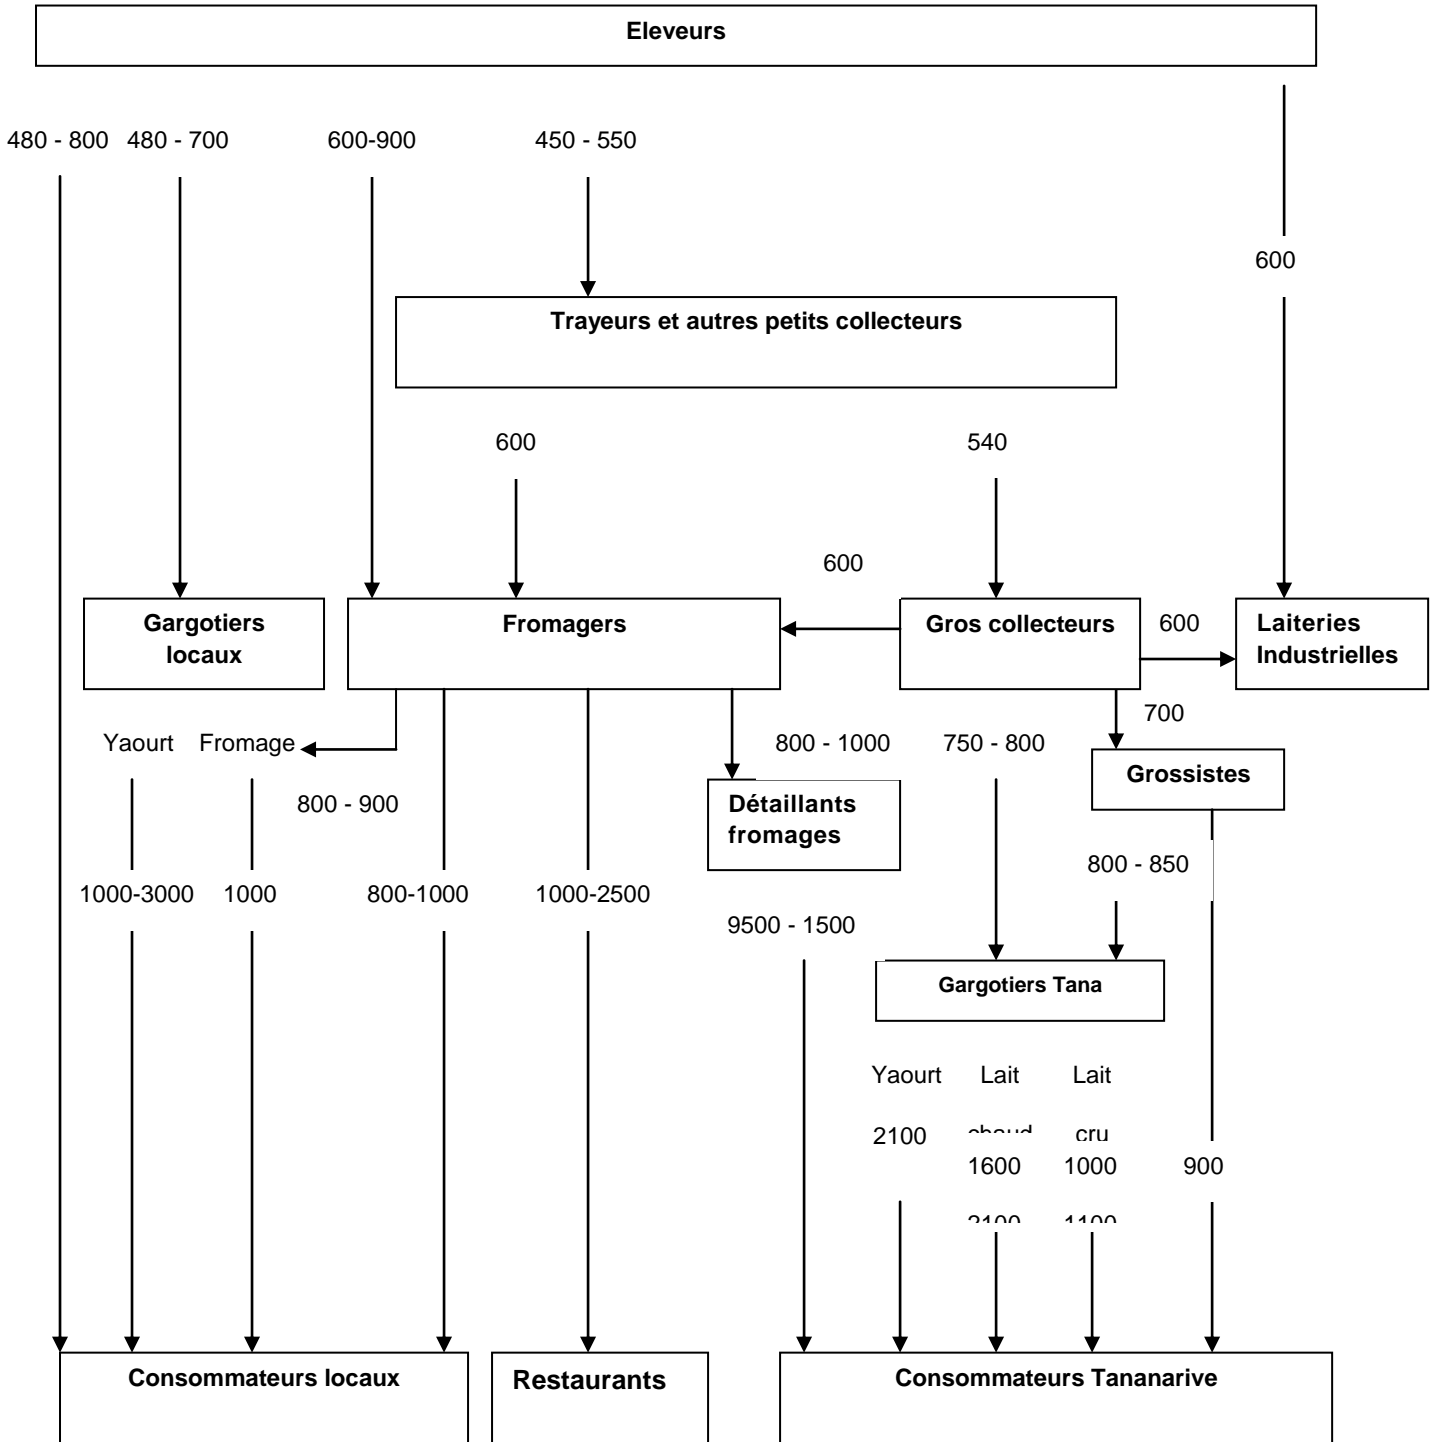 Eleveurs
480 - 800 480 - 700 600-900 450 - 550
600
Trayeurs et autres petits collecteurs
600 540
600
Gargotiers
locaux
Fromagers
Gros collecteurs
600
Laiteries
Industrielles
700
Yaourt Fromage
800 - 1000
750 - 800
Grossistes
800 - 900
Détaillants
fromages
800 - 850
1000-3000 1000 800-1000 1000-2500
9500 - 1500
Gargotiers Tana
Yaourt Lait Lait
2100 chaud cru
1600 1000 900
2100 1100
Consommateurs locaux
Restaurants
Consommateurs Tananarive